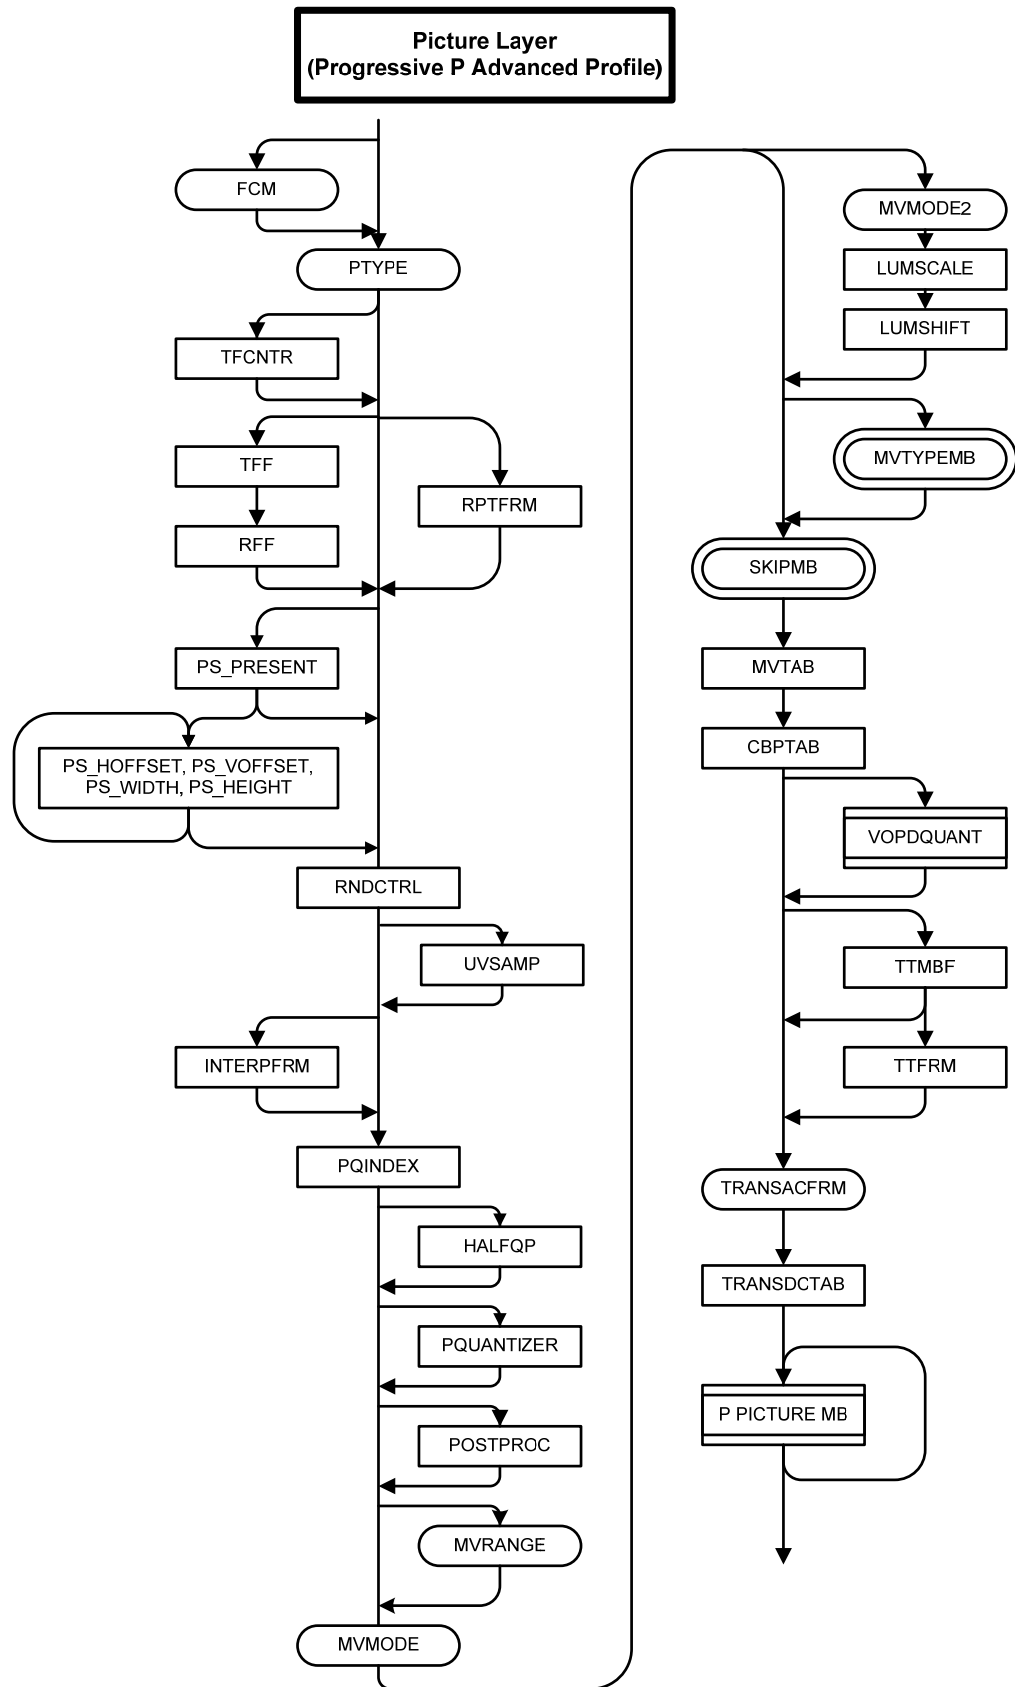 Picture Layer
(Progressive P Advanced Profile)
FCM
PTYPE
TFCNTR
TFF
RPTFRM
RFF
PS_PRESENT
PS_HOFFSET, PS_VOFFSET,
PS_WIDTH, PS_HEIGHT
RNDCTRL
UVSAMP
INTERPFRM
PQINDEX
HALFQP
PQUANTIZER
POSTPROC
MVRANGE
MVMODE
MVMODE2
LUMSCALE
LUMSHIFT
MVTYPEMB
SKIPMB
MVTAB
CBPTAB
VOPDQUANT
TTMBF
TTFRM
TRANSACFRM
TRANSDCTAB
P PICTURE MB